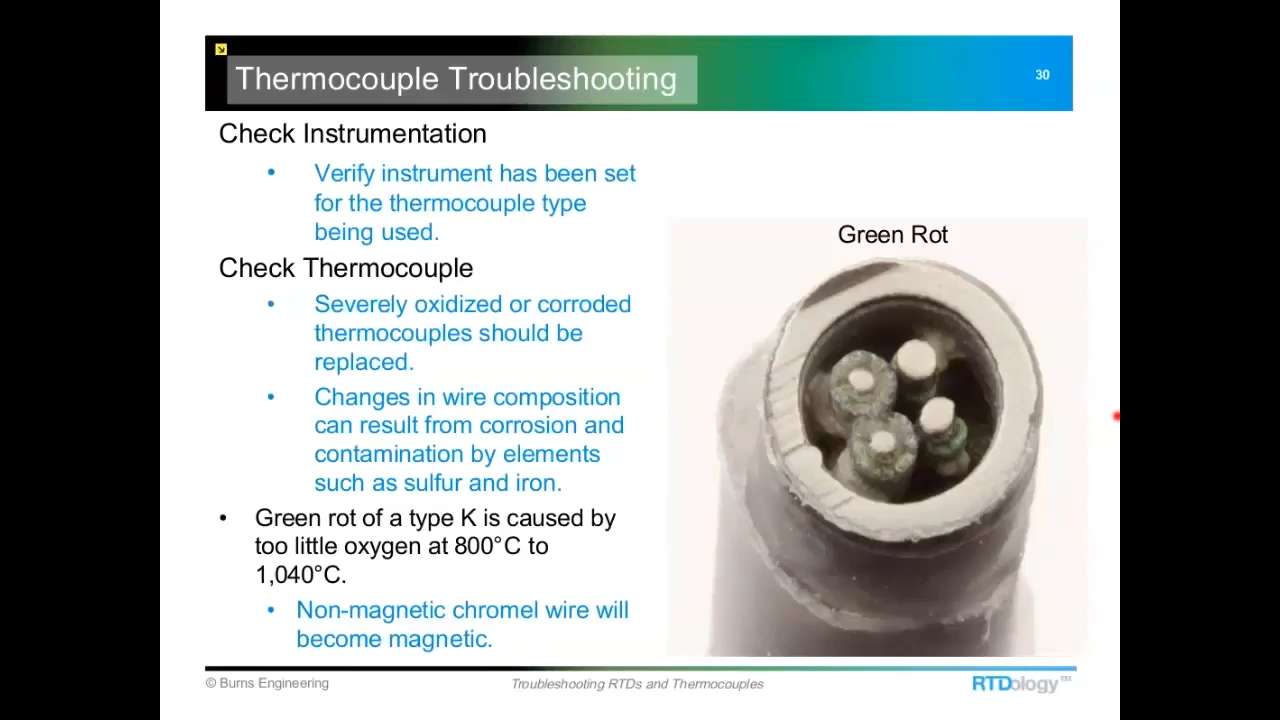 Thermocouple Troubleshooting
30
Check Instrumentation
• Verify instrument has been set
for the thermocouple type
being used.
Check Thermocouple
• Severely oxidized or corroded
thermocouples should be
replaced.
• Changes in wire composition
can result from corrosion and
contamination by elements
such as sulfur and iron.
• Green rot of a type K is caused by
too little oxygen at 800°C to
1,040°C.
• Non-magnetic chromel wire will
become magnetic.
Green Rot
© Burns Engineering
Troubleshooting RTDs and Thermocouples
RTDology™